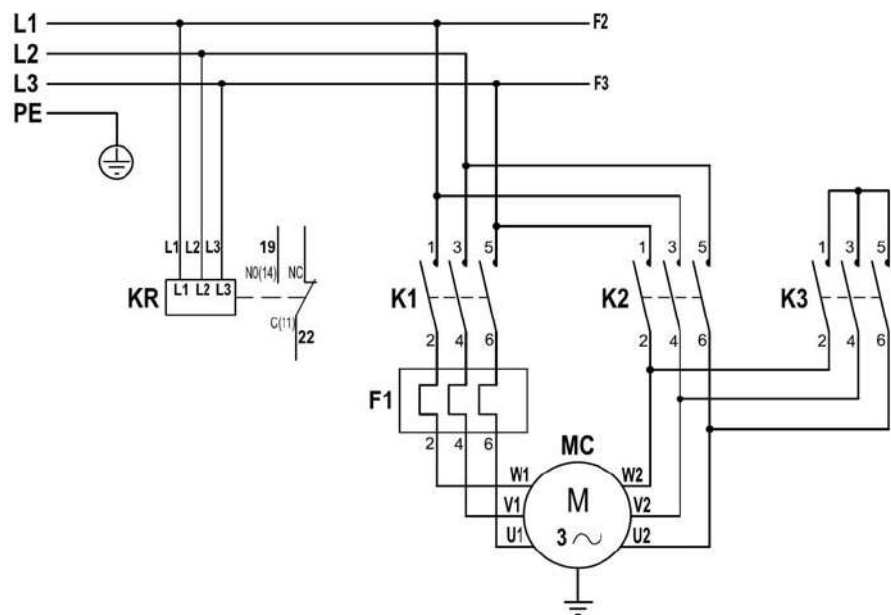 L1 F2
L2
L3 F3
PE
L1 L2 L3 19
NO(14) NC
KR L1 L2 L3
C(11)
22
1 3 5 1 3 5 1 3 5
K1 K2 K3
2 4 6 2 4 6 2 4 6
F1
2 4 6
MC
W1 W2
M
V1 V2
3
U1 U2